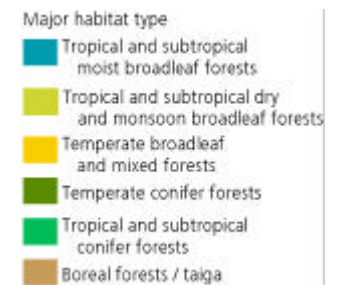 Major habitat type
Tropical and subtropical
moist broadleaf forests
Tropical and subtropical dry
and monsoon broadleaf forests
Temperate broadleaf
and mixed forests
Temperate conifer forests
Tropical and subtropical
conifer forests
Boreal forests / taiga